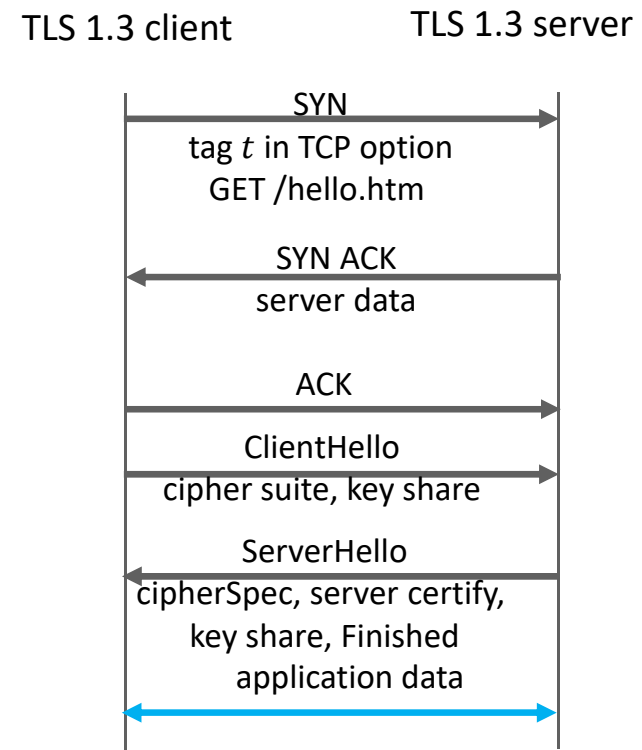 TLS 1.3 client
TLS 1.3 server
SYN
tag 𝑡 in TCP option
GET /hello.htm
SYN ACK
server data
ACK
ClientHello
cipher suite, key share
ServerHello
cipherSpec, server certify,
key share, Finished
application data